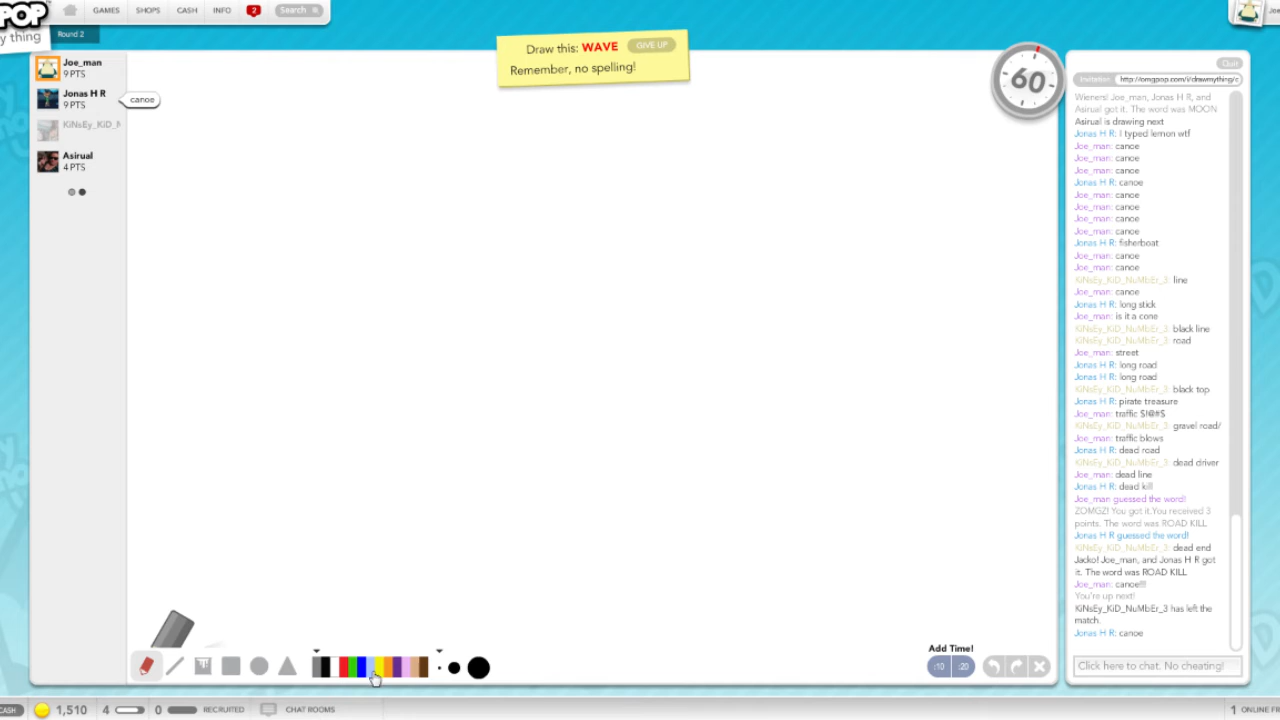 POP
GAMES
SHOPS
CASH
INFO
2
Search
y thing
Round 2
Joe_man
9 PTS
Jonas H R
9 PTS
canoe
KiNsEy_KiD_N
Asirual
4 PTS
Draw this: WAVE
GIVE UP
Remember, no spelling!
60
Joe
Quit
Invitation http://omgpop.com/i/drawmything/c
Wieners! Joe_man, Jonas H R, and
Asirual got it. The word was MOON
Asirual is drawing next
Jonas H R: I typed lemon wtf
Joe_man: canoe
Joe_man: canoe
Joe_man: canoe
Jonas H R: canoe
Joe_man: canoe
Joe_man: canoe
Joe_man: canoe
Joe_man: canoe
Jonas H R: fisherboat
Joe_man: canoe
Joe_man: canoe
KiNsEy_KiD_NuMbEr_3: line
Joe_man: canoe
Jonas H R: long stick
Joe_man: is it a cone
KiNsEy_KiD_NuMbEr_3: black line
KiNsEy_KiD_NuMbEr_3: road
Joe_man: street
Jonas H R: long road
Jonas H R: long road
KiNsEy_KiD_NuMbEr_3: black top
Jonas H R: pirate treasure
Joe_man: traffic $!@#$
KiNsEy_KiD_NuMbEr_3: gravel road/
Joe_man: traffic blows
Jonas H R: dead road
KiNsEy_KiD_NuMbEr_3: dead driver
Joe_man: dead line
Jonas H R: dead kill
Joe_man guessed the word!
ZOMGZ! You got it.You received 3
points. The word was ROAD KILL
Jonas H R guessed the word!
KiNsEy_KiD_NuMbEr_3: dead end
Jacko! Joe_man, and Jonas H R got
it. The word was ROAD KILL
Joe_man: canoe!!!
You're up next!
KiNsEy_KiD_NuMbEr_3 has left the
match.
Jonas H R: canoe
Click here to chat. No cheating!
T
Add Time!
:10 :20
CASH
1,510
4
0
RECRUITED
CHAT ROOMS
1 ONLINE FR